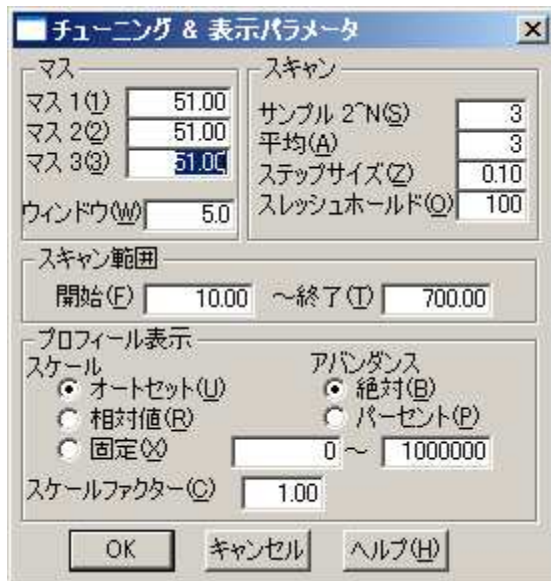 チューニング & 表示パラメータ
マス
マス 1(1) 51.00
マス 2(2) 51.00
マス 3(3) 51.00
ウィンドウ(W) 5.0
スキャン
サンプル 2^N(S) 3
平均(A) 3
ステップサイズ(Z) 0.10
スレッシュホールド(O) 100
スキャン範囲
開始(F) 10.00 ～終了(T) 700.00
プロフィール表示
スケール
オートセット(U)
相対値(R)
固定(X) 0 ～ 1000000
アバンダンス
絶対(B)
パーセント(P)
スケールファクター(C) 1.00
OK キャンセル ヘルプ(H)